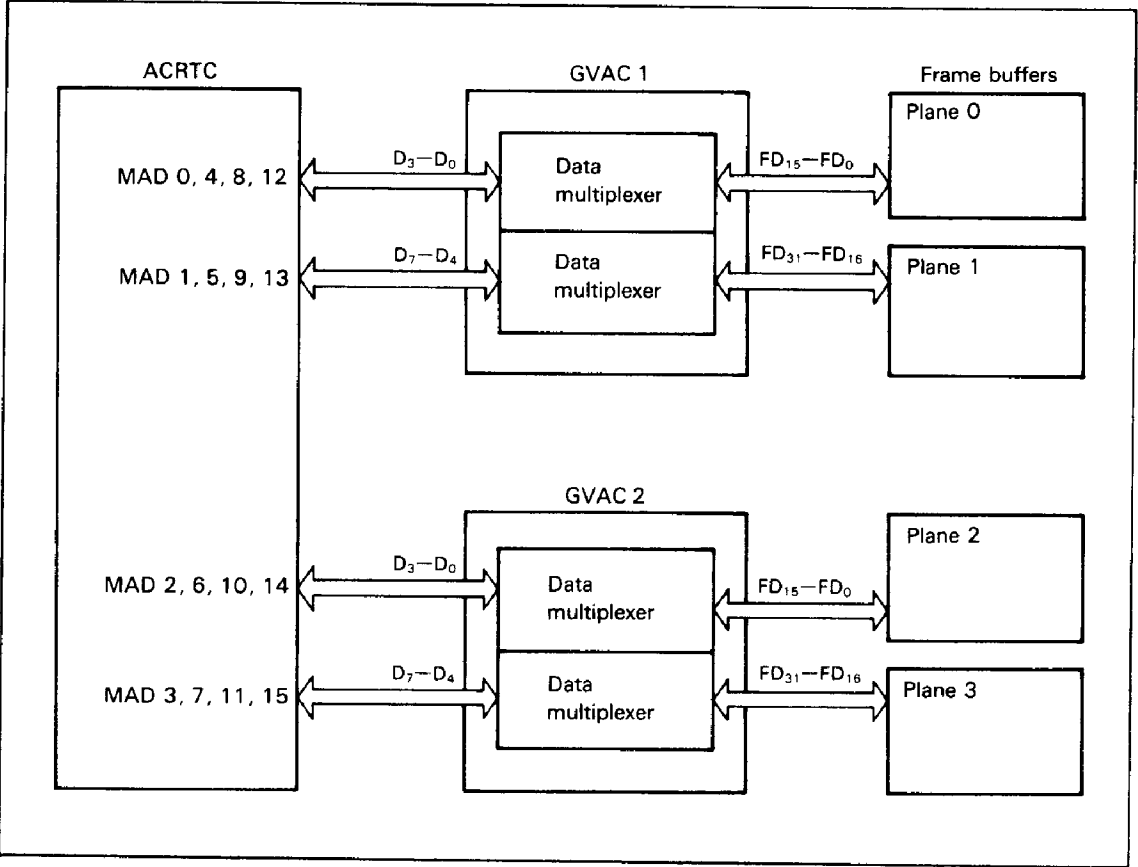 ACRTC
GVAC 1
Frame buffers
Plane 0
MAD 0, 4, 8, 12
D₃—D₀
Data
multiplexer
FD₁₅—FD₀
MAD 1, 5, 9, 13
D₇—D₄
Data
multiplexer
FD₃₁—FD₁₆
Plane 1
GVAC 2
Plane 2
MAD 2, 6, 10, 14
D₃—D₀
Data
multiplexer
FD₁₅—FD₀
MAD 3, 7, 11, 15
D₇—D₄
Data
multiplexer
FD₃₁—FD₁₆
Plane 3